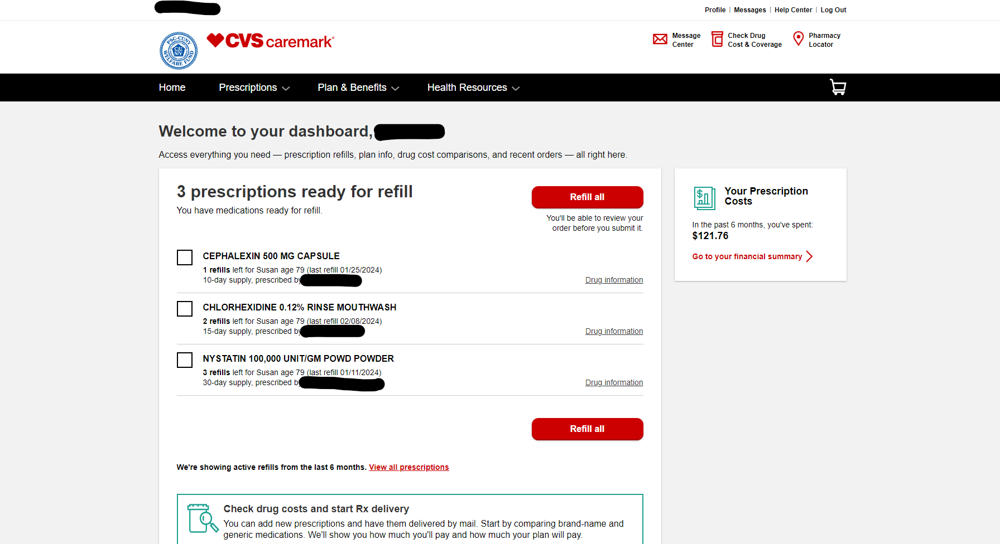 Profile | Messages | Help Center | Log Out
PSC-CUNY
CU
NY
WELFARE FUND
CVS caremark®
Message Center
Check Drug Cost & Coverage
Pharmacy Locator
Home Prescriptions Plan & Benefits Health Resources
Welcome to your dashboard,
Access everything you need — prescription refills, plan info, drug cost comparisons, and recent orders — all right here.
3 prescriptions ready for refill
You have medications ready for refill.
Refill all
You'll be able to review your
order before you submit it.
CEPHALEXIN 500 MG CAPSULE
1 refills left for Susan age 79 (last refill 01/25/2024)
10-day supply, prescribed by
Drug information
CHLORHEXIDINE 0.12% RINSE MOUTHWASH
2 refills left for Susan age 79 (last refill 02/08/2024)
15-day supply, prescribed by
Drug information
NYSTATIN 100,000 UNIT/GM POWD POWDER
3 refills left for Susan age 79 (last refill 01/11/2024)
30-day supply, prescribed by
Drug information
Refill all
We're showing active refills from the last 6 months. View all prescriptions
Check drug costs and start Rx delivery
You can add new prescriptions and have them delivered by mail. Start by comparing brand-name and
generic medications. We'll show you how much you'll pay and how much your plan will pay.
Your Prescription
Costs
In the past 6 months, you've spent:
$121.76
Go to your financial summary